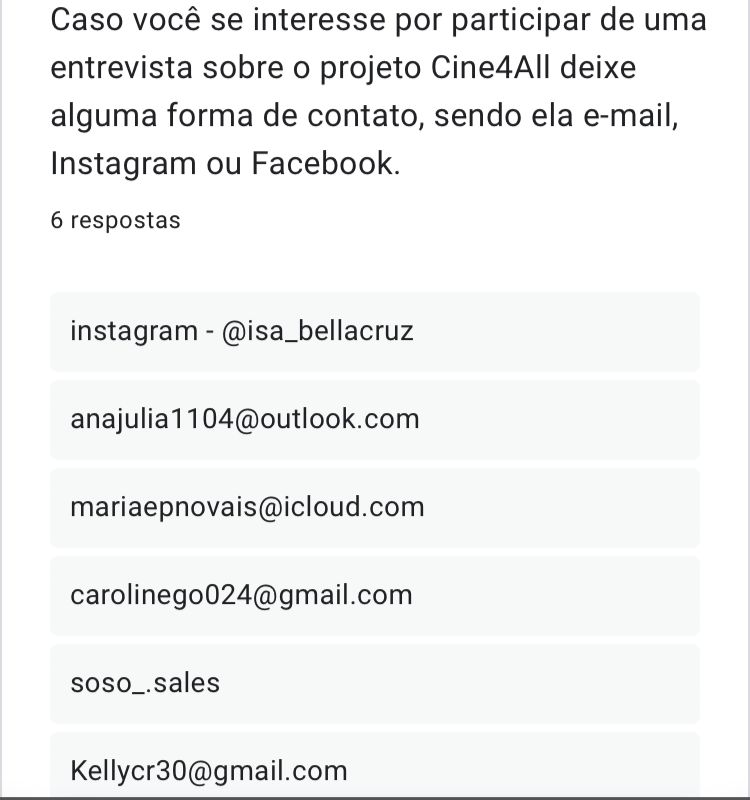 Caso você se interesse por participar de uma
entrevista sobre o projeto Cine4All deixe
alguma forma de contato, sendo ela e-mail,
Instagram ou Facebook.
6 respostas
instagram - @isa_bellacruz
anajulia1104@outlook.com
mariaepnovais@icloud.com
carolinego024@gmail.com
soso_.sales
Kellycr30@gmail.com